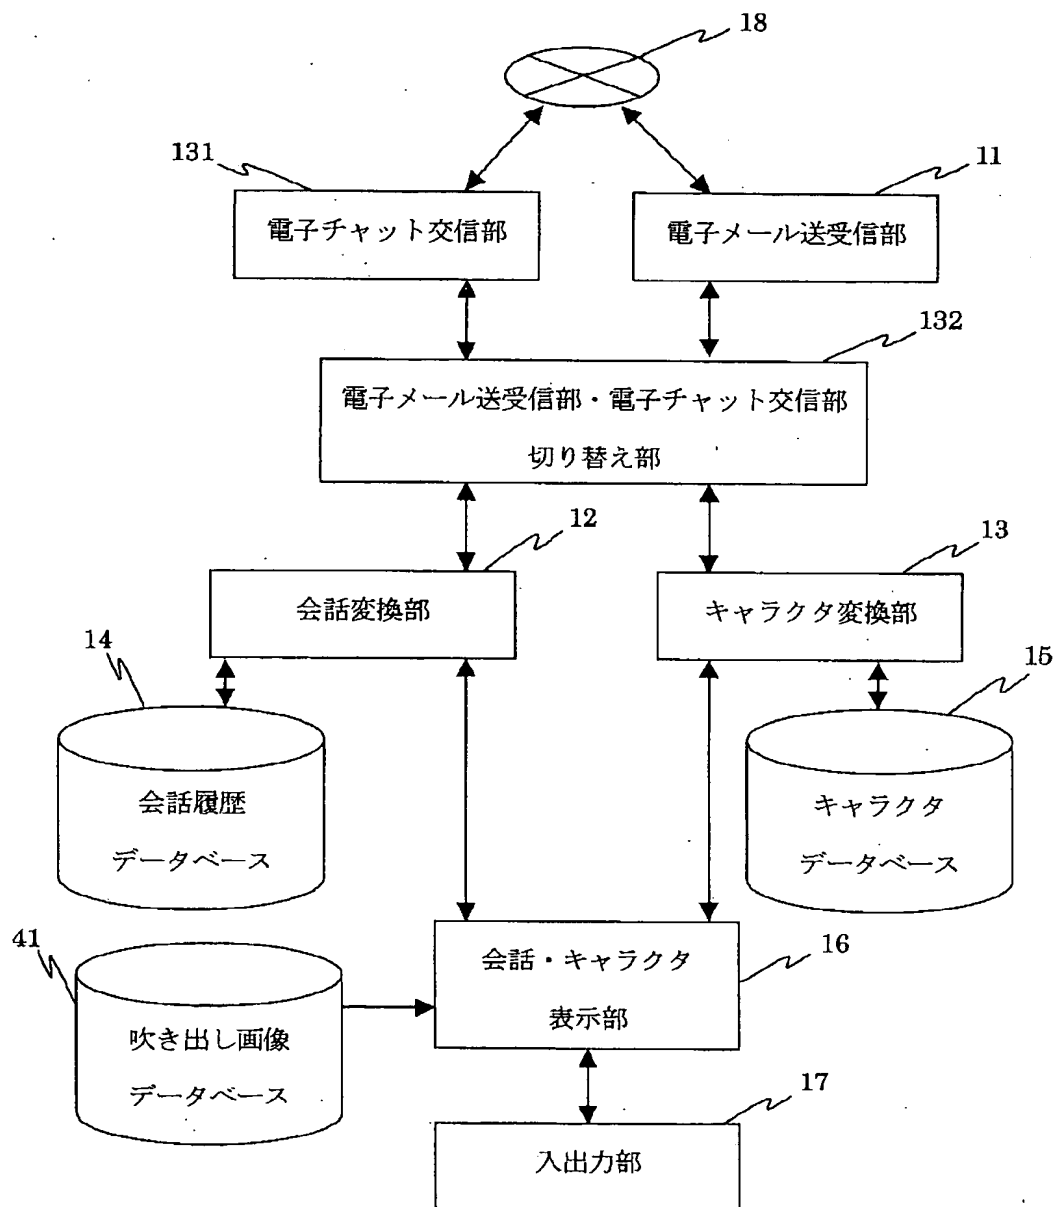 18
131
11
電子チャット交信部
電子メール送受信部
132
電子メール送受信部・電子チャット交信部
切り替え部
12
13
会話変換部
キャラクタ変換部
14
15
会話履歴
データベース
キャラクタ
データベース
41
16
会話・キャラクタ
表示部
吹き出し画像
データベース
17
入出力部